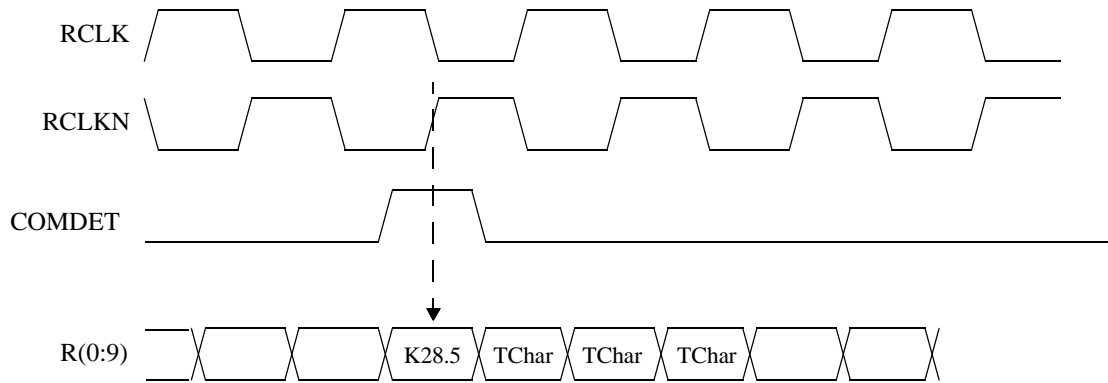 RCLK
RCLKN
COMDET
R(0:9) K28.5 TChar TChar TChar